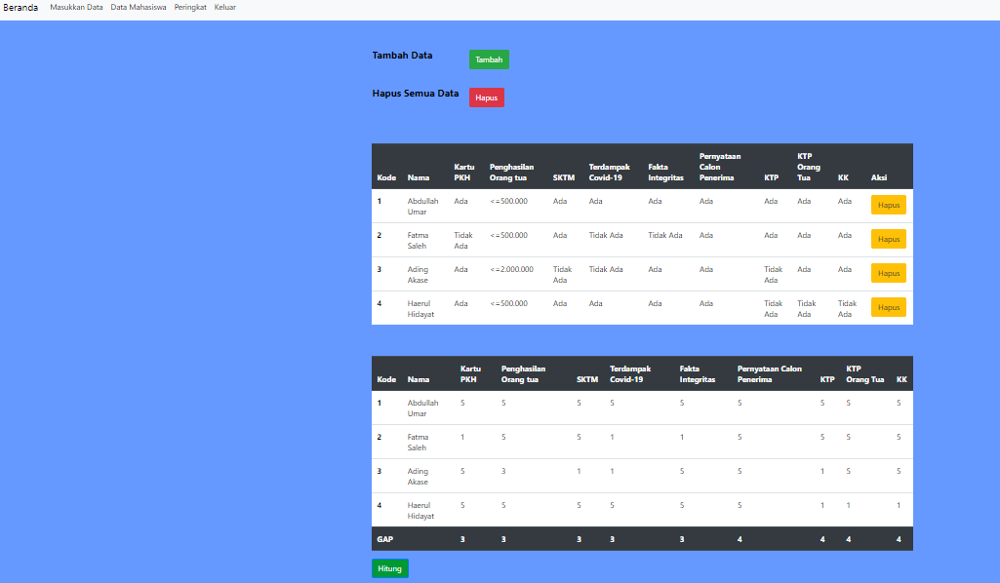 Beranda Masukkan Data Data Mahasiswa Peringkat Keluar
Tambah Data Tambah
Hapus Semua Data Hapus
Kode Nama Kartu PKH Penghasilan Orang tua SKTM Terdampak Covid-19 Fakta Integritas Pernyataan Calon Penerima KTP KTP Orang Tua KK Aksi
1 Abdullah Umar Ada <=500.000 Ada Ada Ada Ada Ada Ada Ada Hapus
2 Fatma Saleh Tidak Ada <=500.000 Ada Tidak Ada Tidak Ada Ada Ada Ada Ada Hapus
3 Ading Akase Ada <=2.000.000 Tidak Ada Tidak Ada Ada Ada Tidak Ada Ada Ada Hapus
4 Haerul Hidayat Ada <=500.000 Ada Ada Ada Ada Tidak Ada Tidak Ada Tidak Ada Hapus
Kode Nama Kartu PKH Penghasilan Orang tua SKTM Terdampak Covid-19 Fakta Integritas Pernyataan Calon Penerima KTP KTP Orang Tua KK
1 Abdullah Umar 5 5 5 5 5 5 5 5 5
2 Fatma Saleh 1 5 5 1 1 5 5 5 5
3 Ading Akase 5 3 1 1 5 5 1 5 5
4 Haerul Hidayat 5 5 5 5 5 5 1 1 1
GAP 3 3 3 3 3 4 4 4 4
Hitung